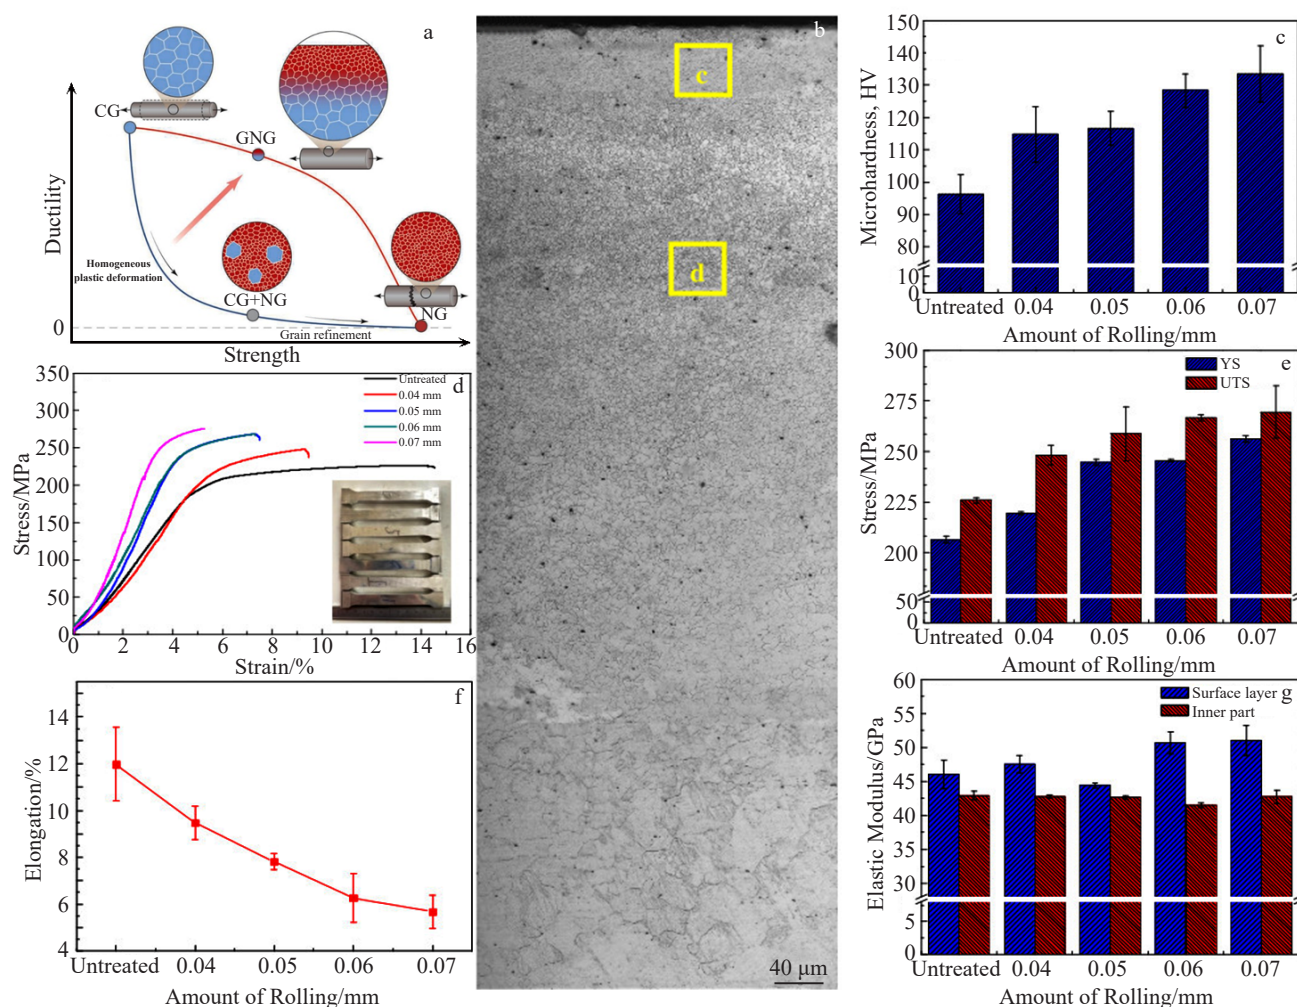 a
CG
GNG
Ductility
Homogeneous
plastic deformation
CG+NG
NG
0
Grain refinement
Strength
b
c
d
40 μm
c
Microhardness, HV
140
130
120
110
100
90
80
10
0
Untreated
0.04
0.05
0.06
0.07
Amount of Rolling/mm
d
Stress/MPa
350
300
250
200
150
100
50
0
Untreated
0.04 mm
0.05 mm
0.06 mm
0.07 mm
0
2
4
6
8
10
12
14
16
Strain/%
e
Stress/MPa
300
275
250
225
200
50
0
YS
UTS
Untreated
0.04
0.05
0.06
0.07
Amount of Rolling/mm
f
Elongation/%
14
12
10
8
6
4
Untreated
0.04
0.05
0.06
0.07
Amount of Rolling/mm
g
Elastic Modulus/GPa
60
55
50
45
40
35
30
5
0
Surface layer
Inner part
Untreated
0.04
0.05
0.06
0.07
Amount of Rolling/mm